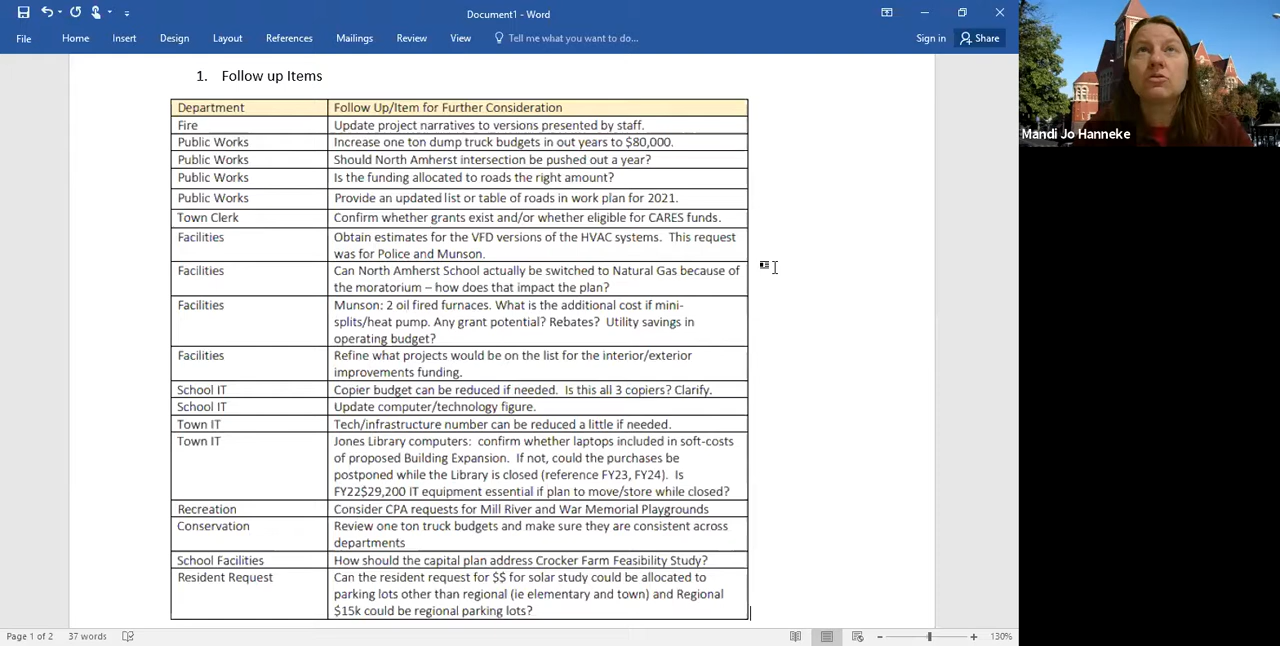 Document1 - Word
File
Home
Insert
Design
Layout
References
Mailings
Review
View
Tell me what you want to do...
Sign in
Share
Mandi Jo Hanneke
1. Follow up Items
Department
Follow Up/Item for Further Consideration
Fire
Update project narratives to versions presented by staff.
Public Works
Increase one ton dump truck budgets in out years to $80,000.
Public Works
Should North Amherst intersection be pushed out a year?
Public Works
Is the funding allocated to roads the right amount?
Public Works
Provide an updated list or table of roads in work plan for 2021.
Town Clerk
Confirm whether grants exist and/or whether eligible for CARES funds.
Facilities
Obtain estimates for the VFD versions of the HVAC systems. This request
was for Police and Munson.
Facilities
Can North Amherst School actually be switched to Natural Gas because of
the moratorium – how does that impact the plan?
Facilities
Munson: 2 oil fired furnaces. What is the additional cost if mini-
splits/heat pump. Any grant potential? Rebates? Utility savings in
operating budget?
Facilities
Refine what projects would be on the list for the interior/exterior
improvements funding.
School IT
Copier budget can be reduced if needed. Is this all 3 copiers? Clarify.
School IT
Update computer/technology figure.
Town IT
Tech/infrastructure number can be reduced a little if needed.
Town IT
Jones Library computers: confirm whether laptops included in soft-costs
of proposed Building Expansion. If not, could the purchases be
postponed while the Library is closed (reference FY23, FY24). Is
FY22$29,200 IT equipment essential if plan to move/store while closed?
Recreation
Consider CPA requests for Mill River and War Memorial Playgrounds
Conservation
Review one ton truck budgets and make sure they are consistent across
departments
School Facilities
How should the capital plan address Crocker Farm Feasibility Study?
Resident Request
Can the resident request for $$ for solar study could be allocated to
parking lots other than regional (ie elementary and town) and Regional
$15k could be regional parking lots?
Page 1 of 2
37 words
130%